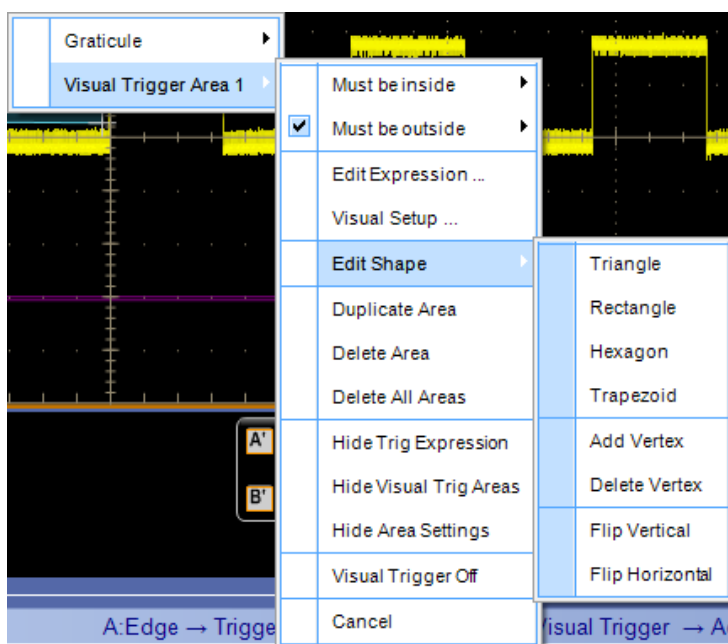 Graticule
Visual Trigger Area 1
Must be inside
Must be outside
Edit Expression ...
Visual Setup ...
Edit Shape
Duplicate Area
Delete Area
Delete All Areas
Hide Trig Expression
Hide Visual Trig Areas
Hide Area Settings
Visual Trigger Off
Cancel
Triangle
Rectangle
Hexagon
Trapezoid
Add Vertex
Delete Vertex
Flip Vertical
Flip Horizontal
A'
B'
A:Edge → Trigge
isual Trigger → A